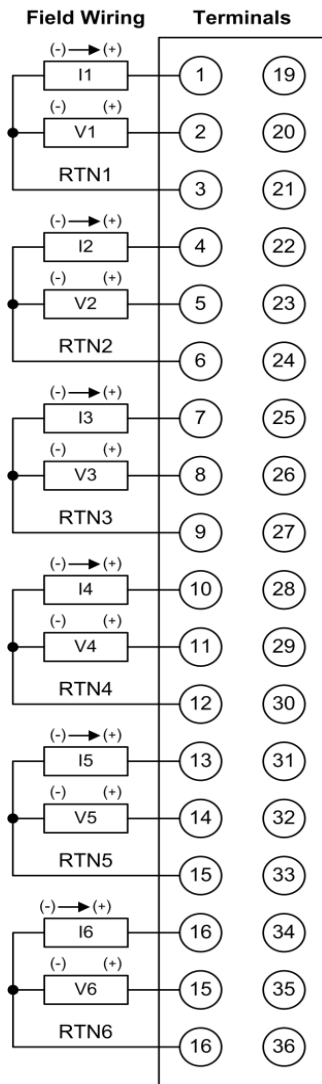 Field Wiring Terminals
(-) (+)
I1 1 19
(-) (+)
V1 2 20
RTN1 3 21
(-) (+)
I2 4 22
(-) (+)
V2 5 23
RTN2 6 24
(-) (+)
I3 7 25
(-) (+)
V3 8 26
RTN3 9 27
(-) (+)
I4 10 28
(-) (+)
V4 11 29
RTN4 12 30
(-) (+)
I5 13 31
(-) (+)
V5 14 32
RTN5 15 33
(-) (+)
I6 16 34
(-) (+)
V6 15 35
RTN6 16 36